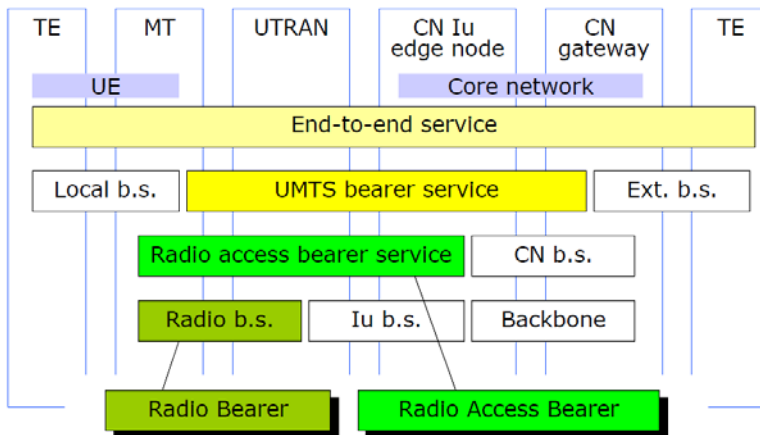 TE MT UTRAN CN Iu edge node CN gateway TE
UE Core network
End-to-end service
Local b.s. UMTS bearer service Ext. b.s.
Radio access bearer service CN b.s.
Radio b.s. Iu b.s. Backbone
Radio Bearer Radio Access Bearer